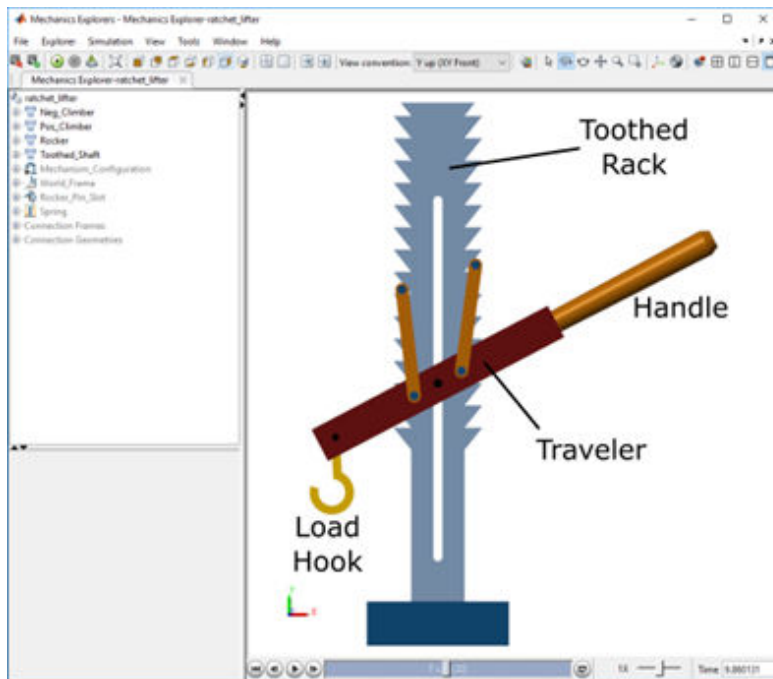 Mechanics Explorers - Mechanics Explorer-ratchet_lifter
File Explorer Simulation View Tools Window Help
View convention: Y up (XY Front)
Mechanics Explorer-ratchet_lifter
ratchet_lifter
Neg_Climber
Pos_Climber
Rocker
Toothed_Shaft
Mechanism_Configuration
World_Frame
Rocker_Pin_Slot
Spring
Connection Frames
Connection Geometries
Toothed
Rack
Handle
Traveler
Load
Hook
1X
Time 9.860131